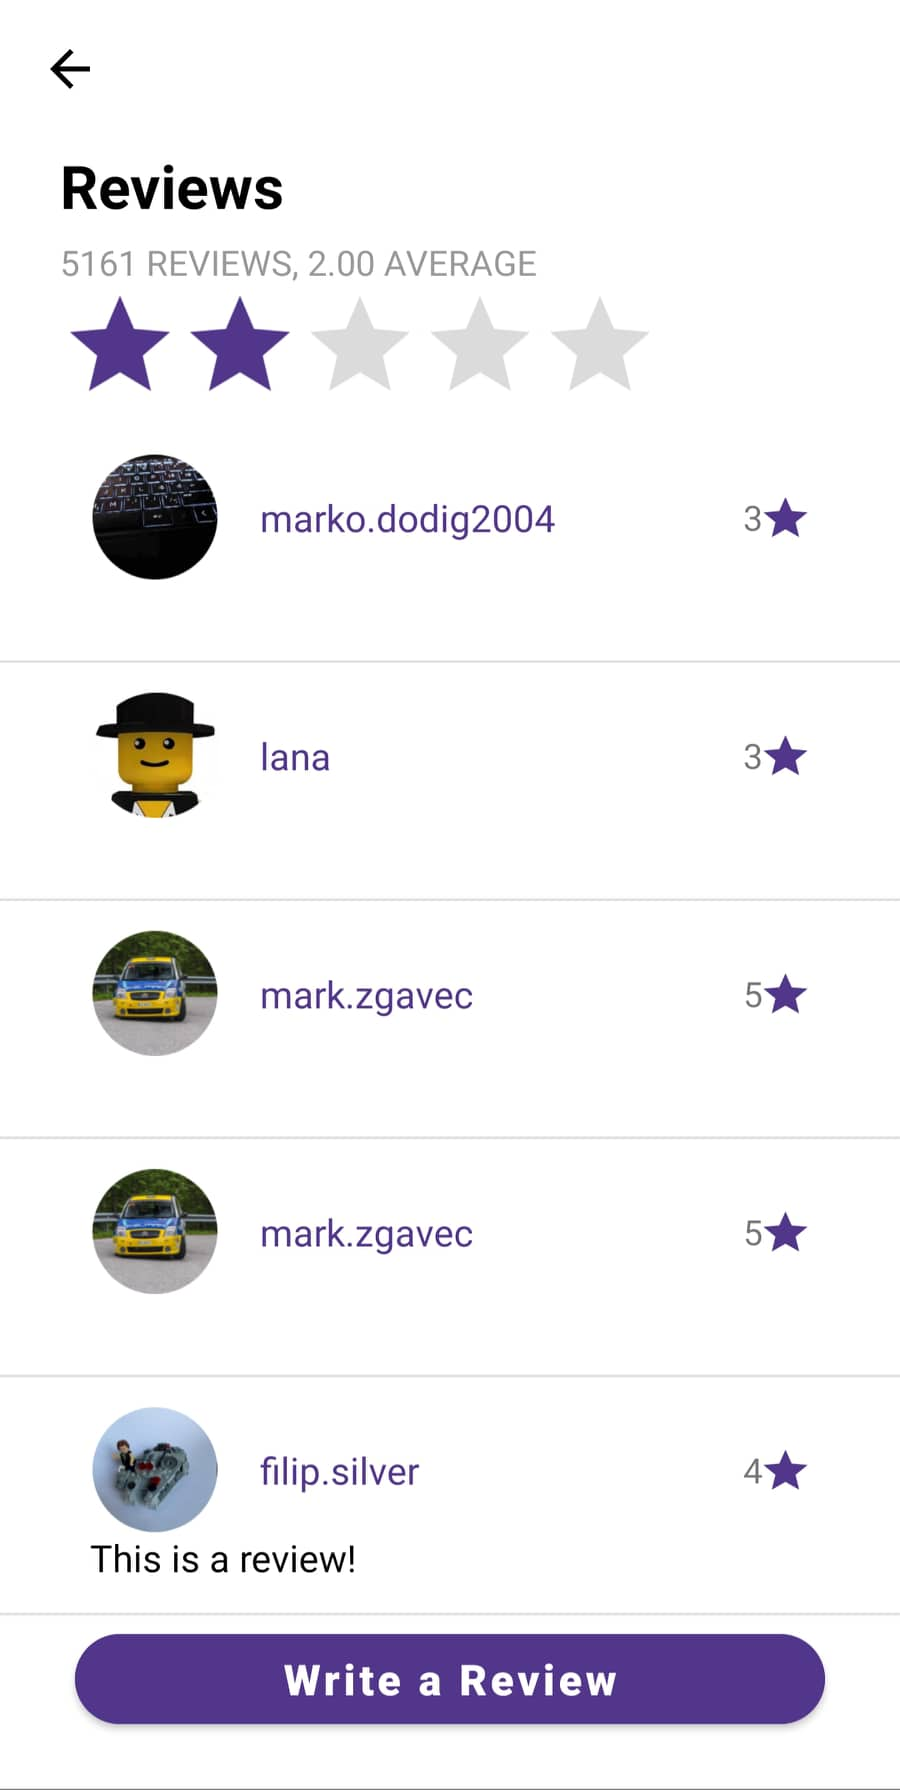 Reviews
5161 REVIEWS, 2.00 AVERAGE
marko.dodig2004 3
lana 3
mark.zgavec 5
mark.zgavec 5
filip.silver 4
This is a review!
Write a Review